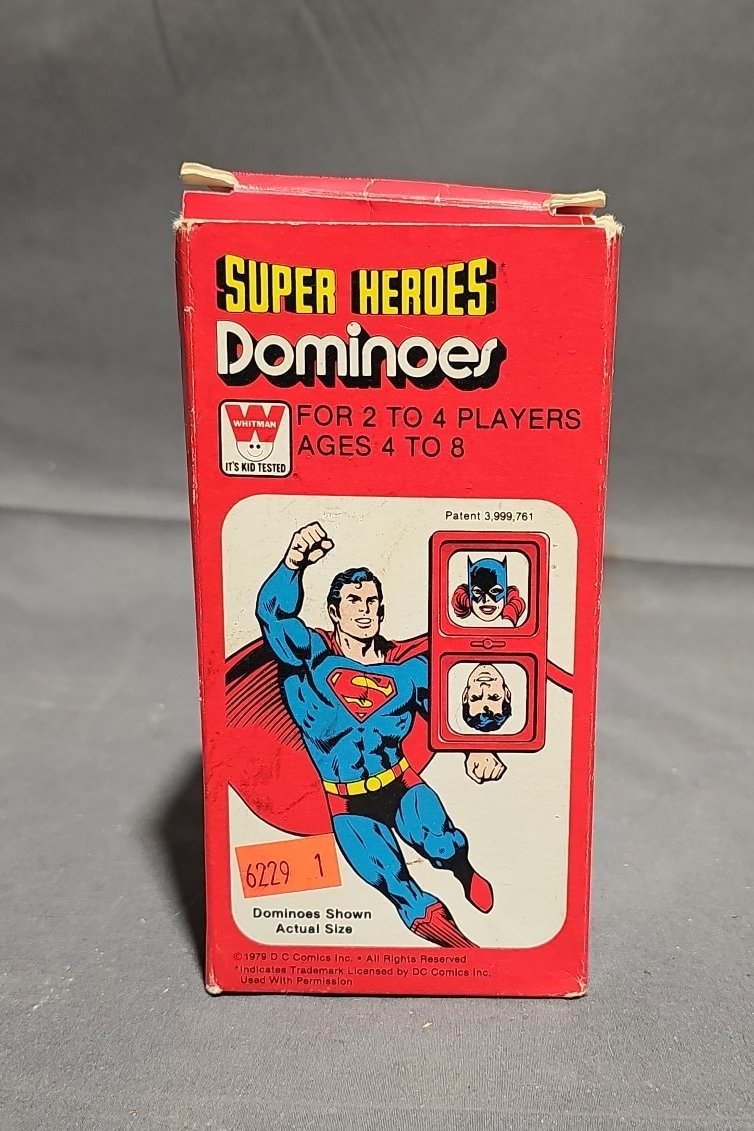 SUPER HEROES*
Dominoes
WHITMAN
IT'S KID TESTED
®
FOR 2 TO 4 PLAYERS
AGES 4 TO 8
Patent 3,999,761
S
6229 1
Dominoes Shown
Actual Size
© 1979 D C Comics Inc. • All Rights Reserved
*Indicates Trademark Licensed by DC Comics Inc.
Used With Permission